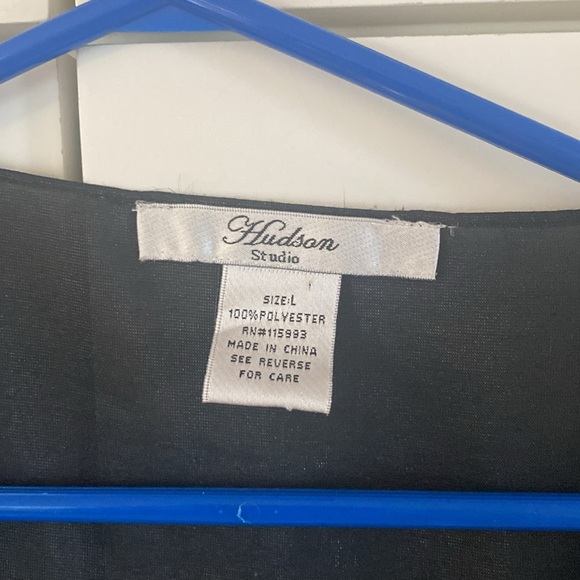 Hudson
Studio
SIZE:L
100%POLYESTER
RN#115993
MADE IN CHINA
SEE REVERSE
FOR CARE